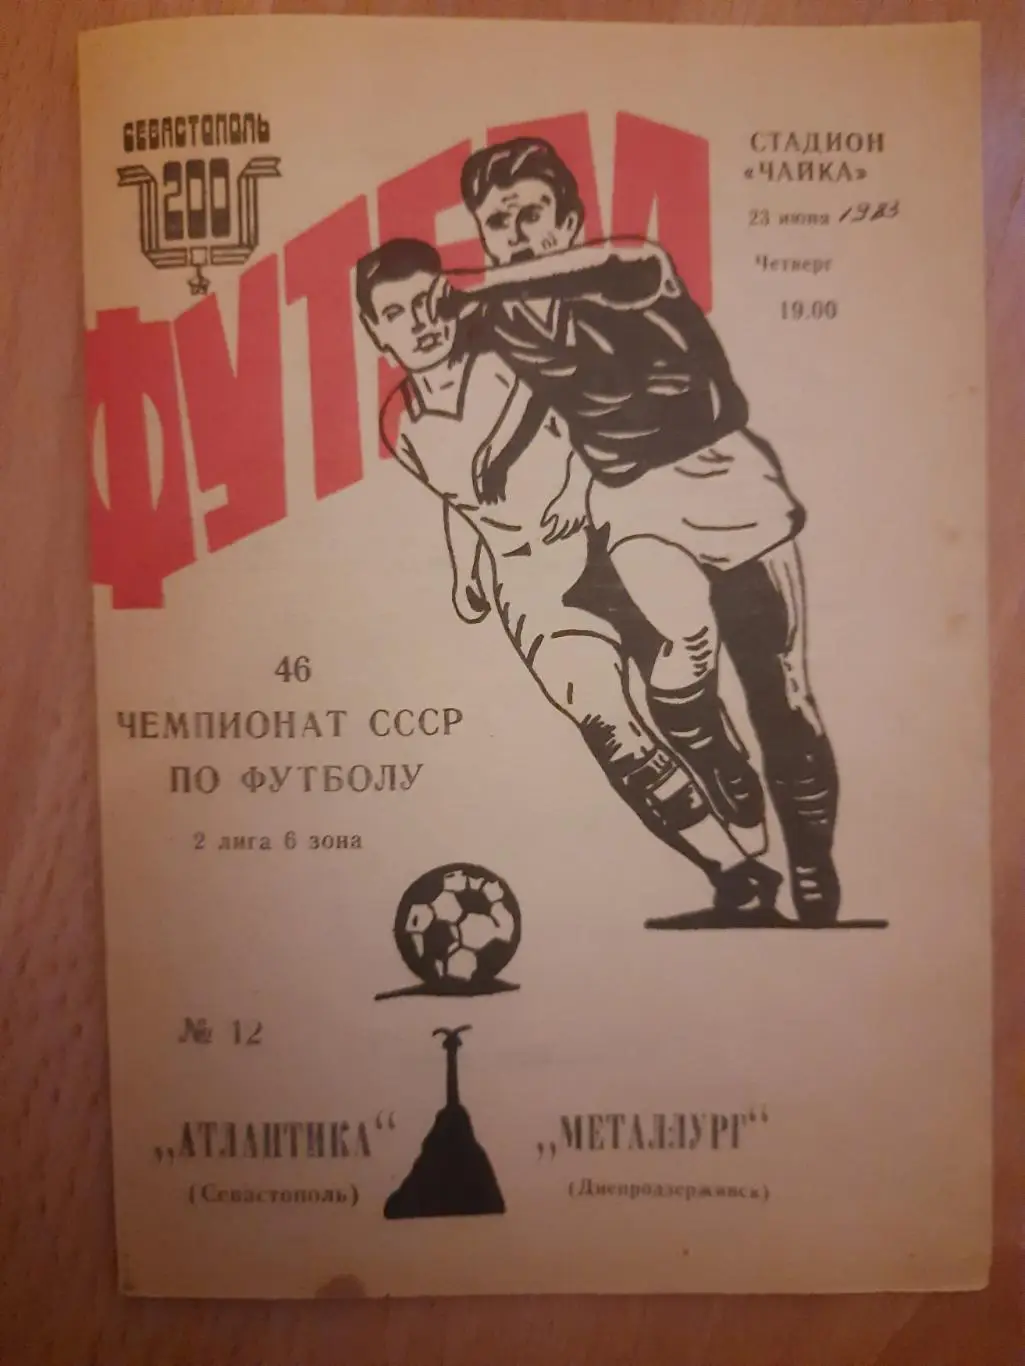 СЕВАСТОПОЛЬ
200
ФУТБОЛ
СТАДИОН
«ЧАЙКА»
23 июня 1983
Четверг
19.00
46
ЧЕМПИОНАТ СССР
ПО ФУТБОЛУ
2 лига 6 зона
№ 12
„АТЛАНТИКА“
(Севастополь)
„МЕТАЛЛУРГ“
(Днепродзержинск)